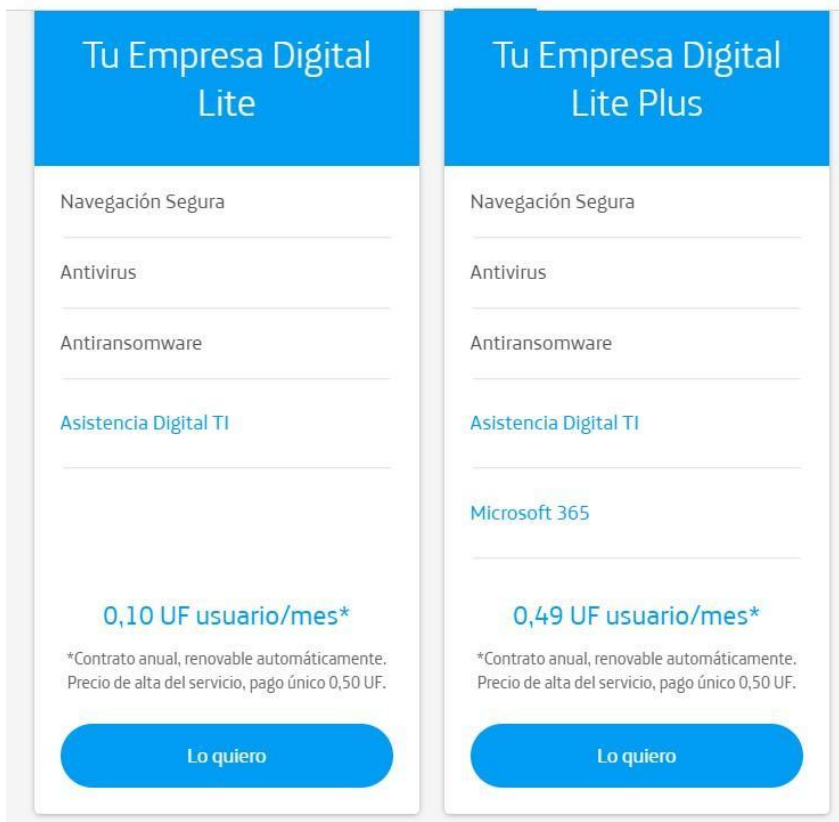 Tu Empresa Digital
Lite
Navegación Segura
Antivirus
Antiransomware
Asistencia Digital TI
0,10 UF usuario/mes*
*Contrato anual, renovable automáticamente.
Precio de alta del servicio, pago único 0,50 UF.
Lo quiero
Tu Empresa Digital
Lite Plus
Navegación Segura
Antivirus
Antiransomware
Asistencia Digital TI
Microsoft 365
0,49 UF usuario/mes*
*Contrato anual, renovable automáticamente.
Precio de alta del servicio, pago único 0,50 UF.
Lo quiero